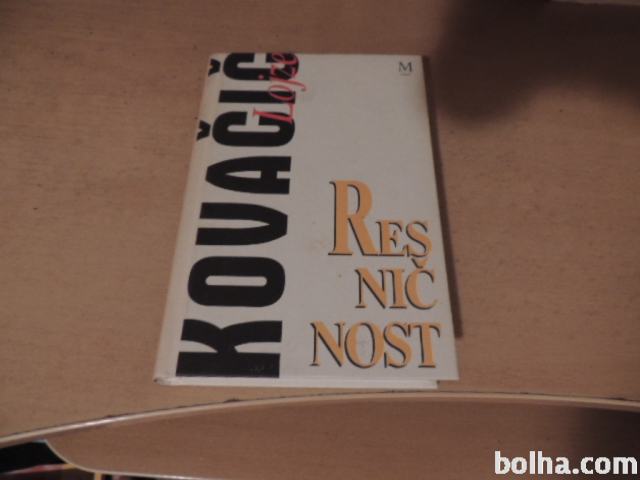 KOVAČIČ
Lojze
M
RES
NIČ
NOST
bolha.com